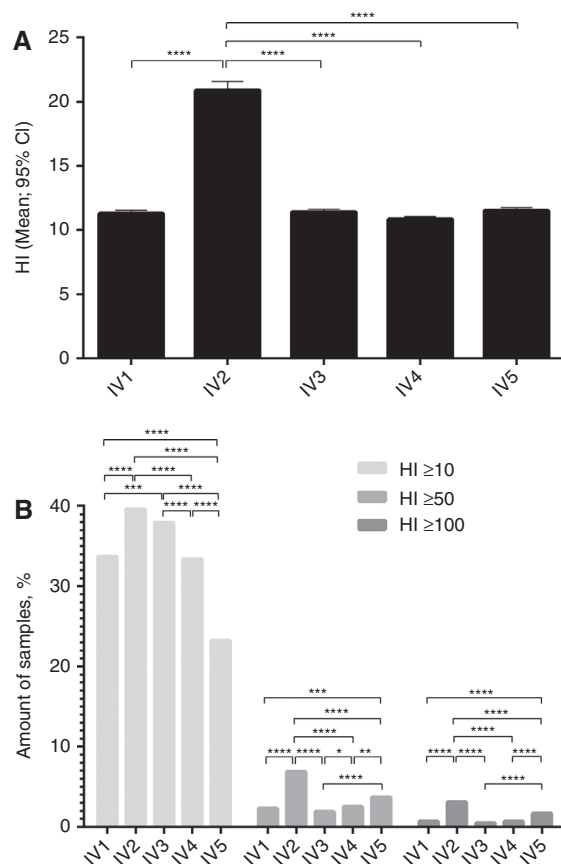 A
HI (Mean; 95% CI)
25
20
15
10
5
0
****
****
****
****
IV1
IV2
IV3
IV4
IV5
B
Amount of samples, %
40
30
20
10
0
HI ≥10
HI ≥50
HI ≥100
****
****
**** ****
*** ****
**** ****
***
****
****
**** **** * **
****
****
****
****
**** **** ****
****
IV1 IV2 IV3 IV4 IV5
IV1 IV2 IV3 IV4 IV5
IV1 IV2 IV3 IV4 IV5